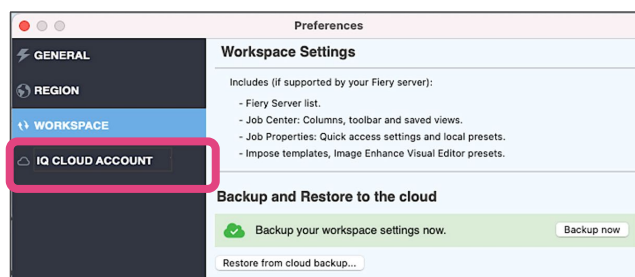 Preferences
GENERAL
REGION
WORKSPACE
IQ CLOUD ACCOUNT
Workspace Settings
Includes (if supported by your Fiery server):
- Fiery Server list.
- Job Center: Columns, toolbar and saved views.
- Job Properties: Quick access settings and local presets.
- Impose templates, Image Enhance Visual Editor presets.
Backup and Restore to the cloud
Backup your workspace settings now.
Backup now
Restore from cloud backup...